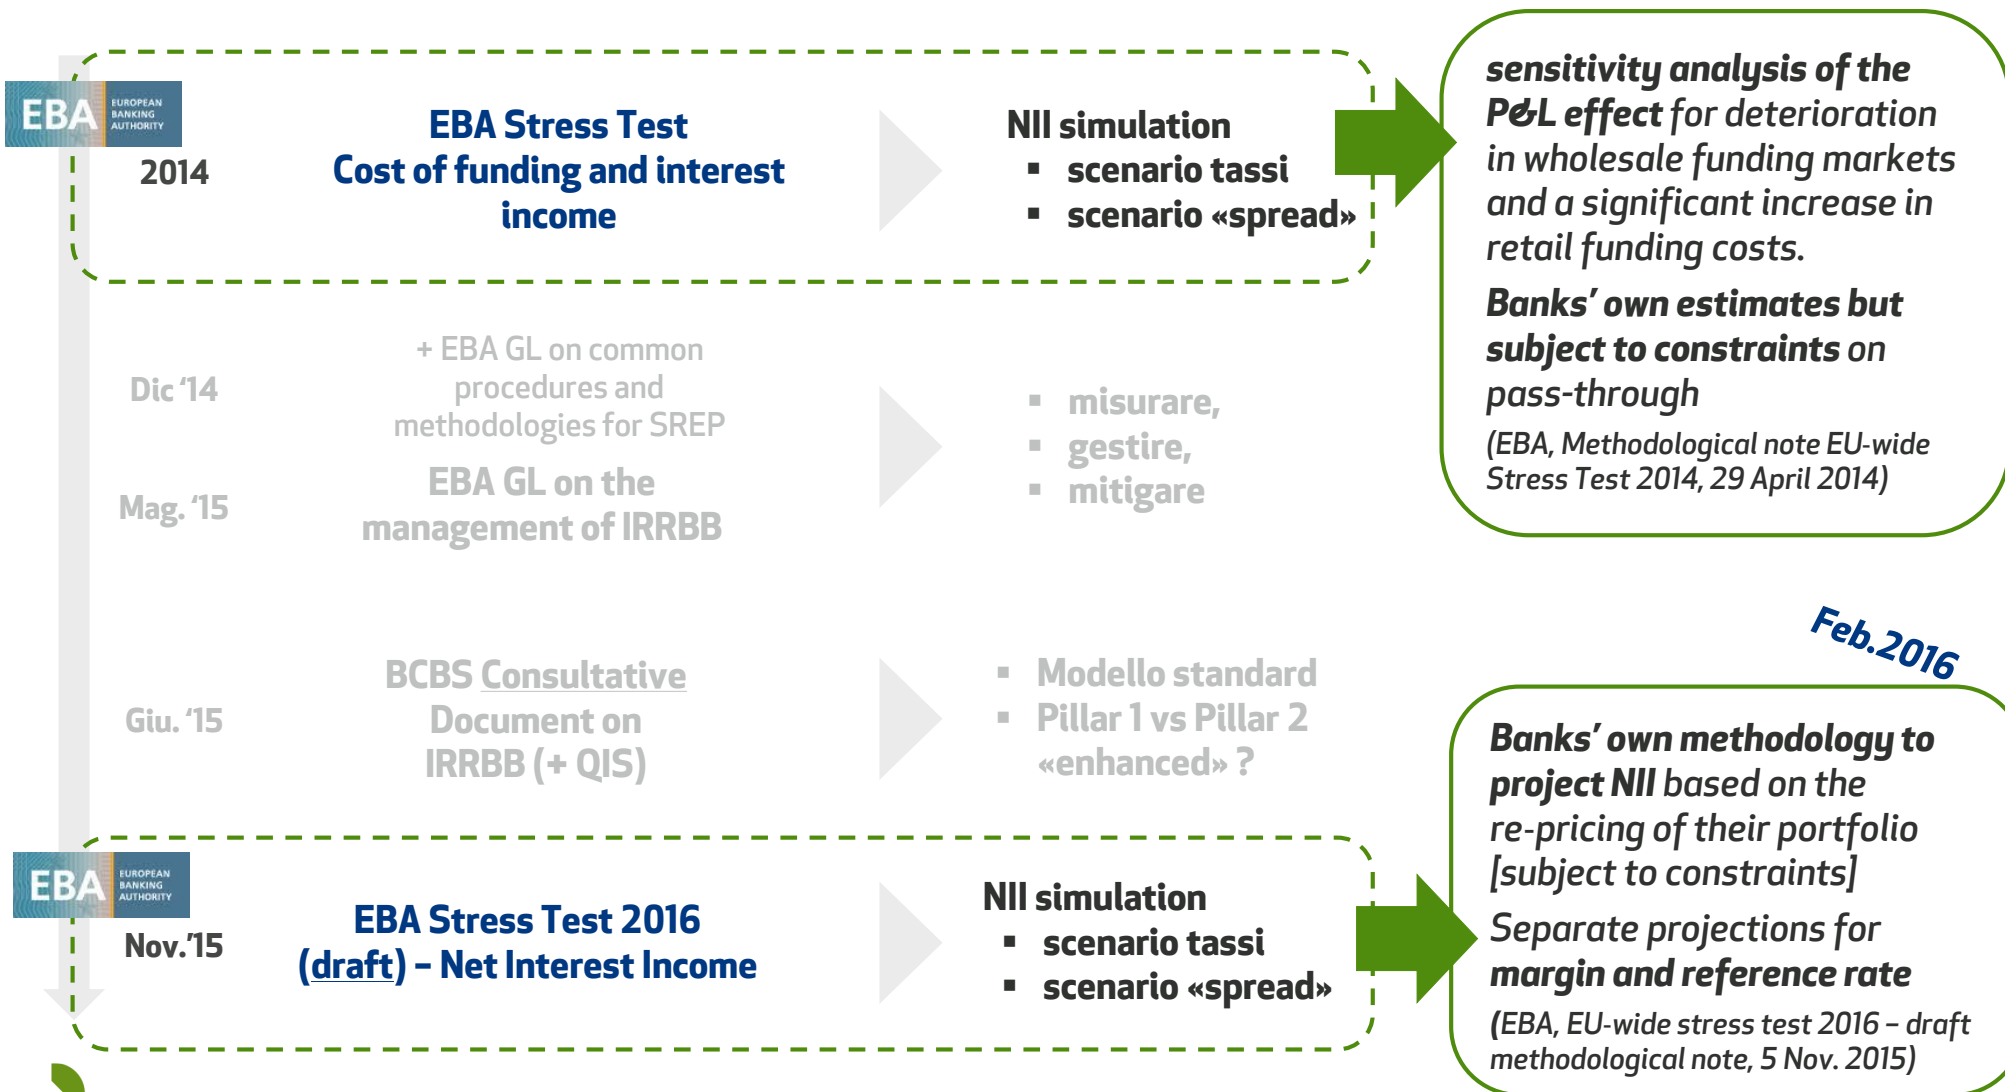 EBA EUROPEAN
BANKING
AUTHORITY
2014
EBA Stress Test
Cost of funding and interest
income
NII simulation
▪ scenario tassi
▪ scenario «spread»
sensitivity analysis of the
P&L effect for deterioration
in wholesale funding markets
and a significant increase in
retail funding costs.
Banks’ own estimates but
subject to constraints on
pass-through
(EBA, Methodological note EU-wide
Stress Test 2014, 29 April 2014)
Dic ‘14
+ EBA GL on common
procedures and
methodologies for SREP
Mag. ‘15
EBA GL on the
management of IRRBB
▪ misurare,
▪ gestire,
▪ mitigare
Giu. ‘15
BCBS Consultative
Document on
IRRBB (+ QIS)
▪ Modello standard
▪ Pillar 1 vs Pillar 2
«enhanced» ?
Feb.2016
EBA EUROPEAN
BANKING
AUTHORITY
Nov.’15
EBA Stress Test 2016
(draft) – Net Interest Income
NII simulation
▪ scenario tassi
▪ scenario «spread»
Banks’ own methodology to
project NII based on the
re-pricing of their portfolio
[subject to constraints]
Separate projections for
margin and reference rate
(EBA, EU-wide stress test 2016 – draft
methodological note, 5 Nov. 2015)